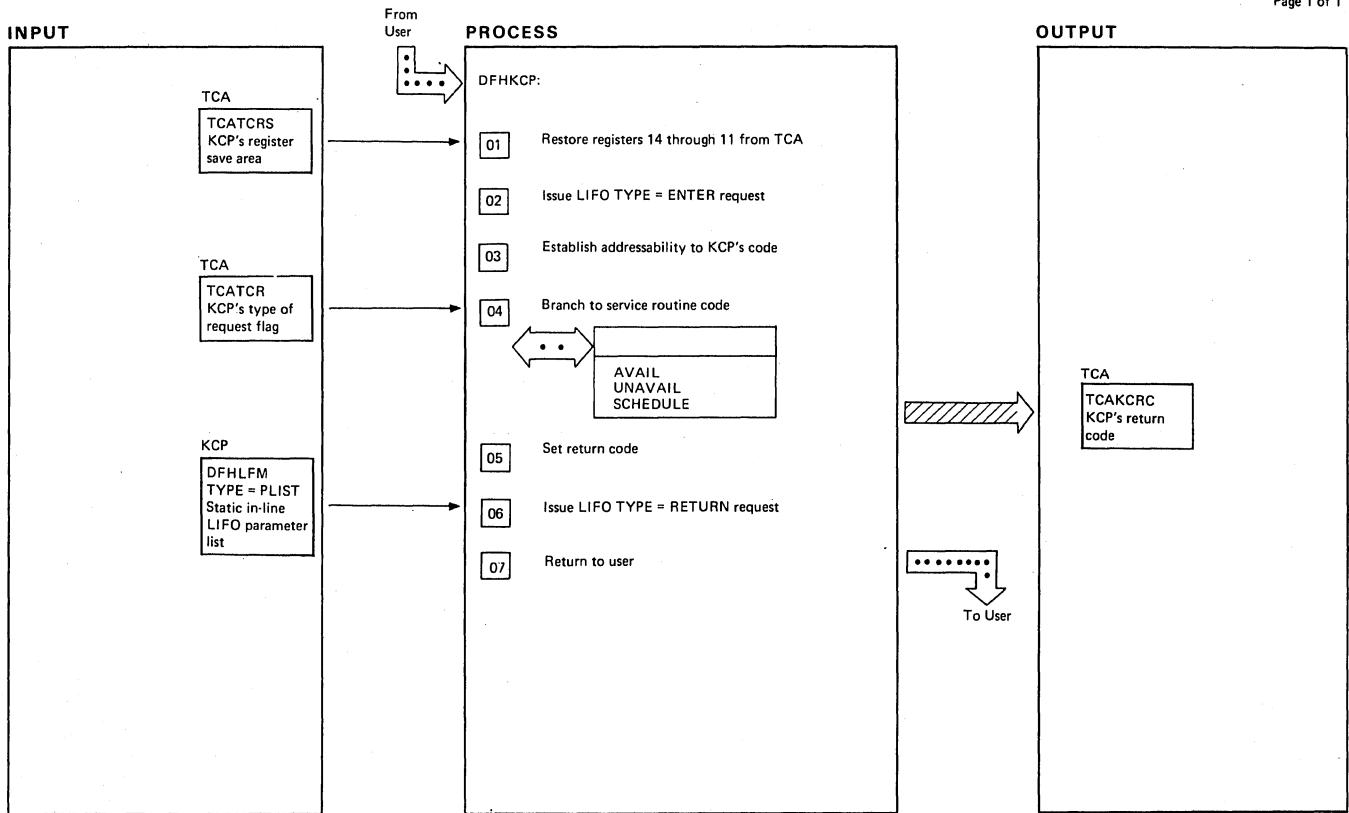 Page 1 of 1
From
User
INPUT
PROCESS
OUTPUT
DFHKCP:
TCA
TCATCRS
KCP's register
save area
01 Restore registers 14 through 11 from TCA
02 Issue LIFO TYPE = ENTER request
03 Establish addressability to KCP's code
TCA
TCATCR
KCP's type of
request flag
04 Branch to service routine code
AVAIL
UNAVAIL
SCHEDULE
TCA
TCAKCRC
KCP's return
code
KCP
DFHLFM
TYPE = PLIST
Static in-line
LIFO parameter
list
05 Set return code
06 Issue LIFO TYPE = RETURN request
07 Return to user
To User